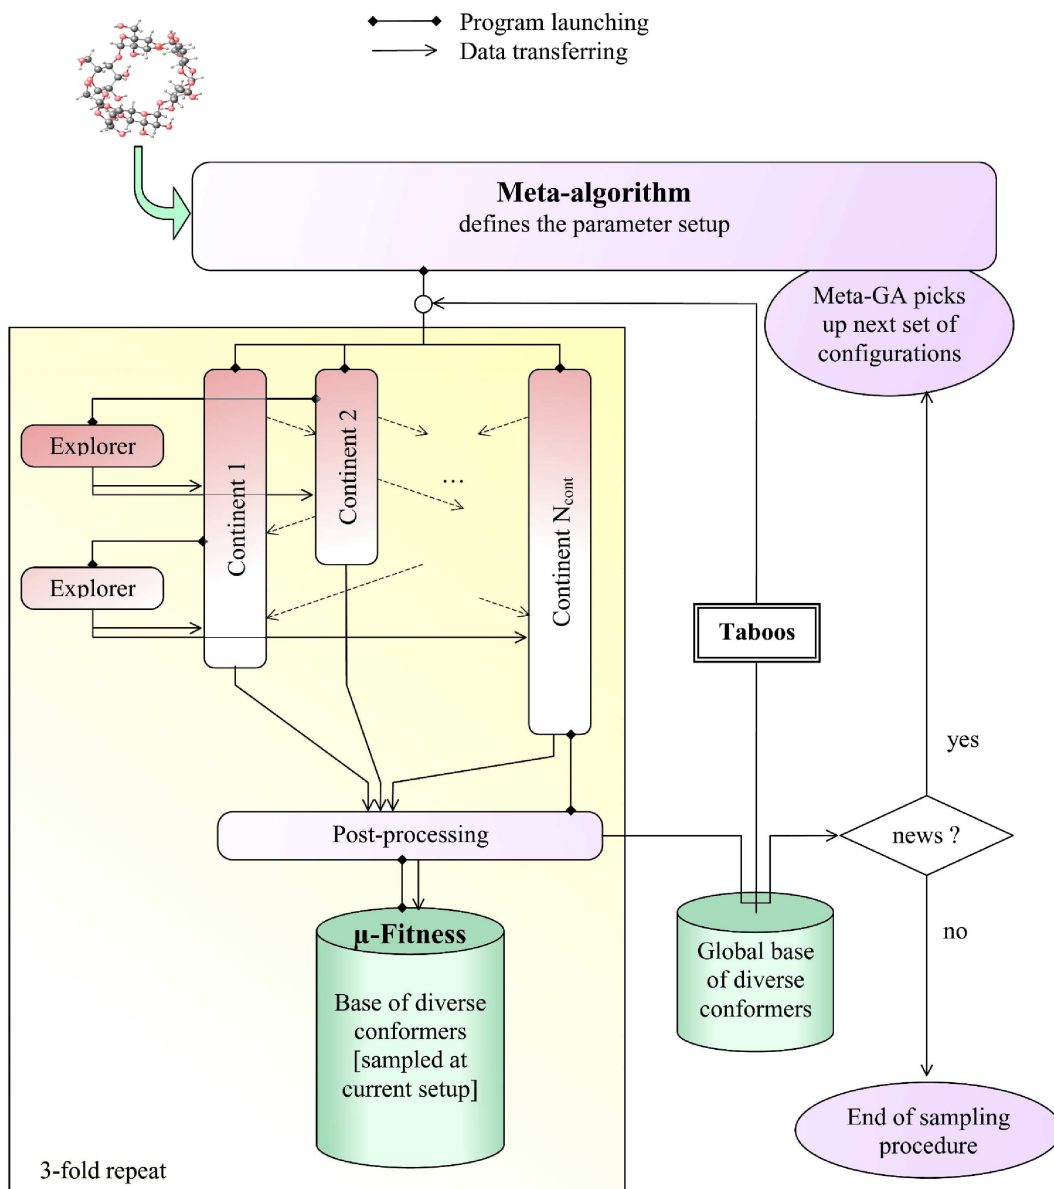 Program launching
Data transferring
Meta-algorithm
defines the parameter setup
Meta-GA picks
up next set of
configurations
Explorer
Continent 1
Continent 2
...
Continent Ncont
Explorer
Taboos
yes
Post-processing
news ?
no
μ-Fitness
Base of diverse
conformers
[sampled at
current setup]
Global base
of diverse
conformers
End of sampling
procedure
3-fold repeat